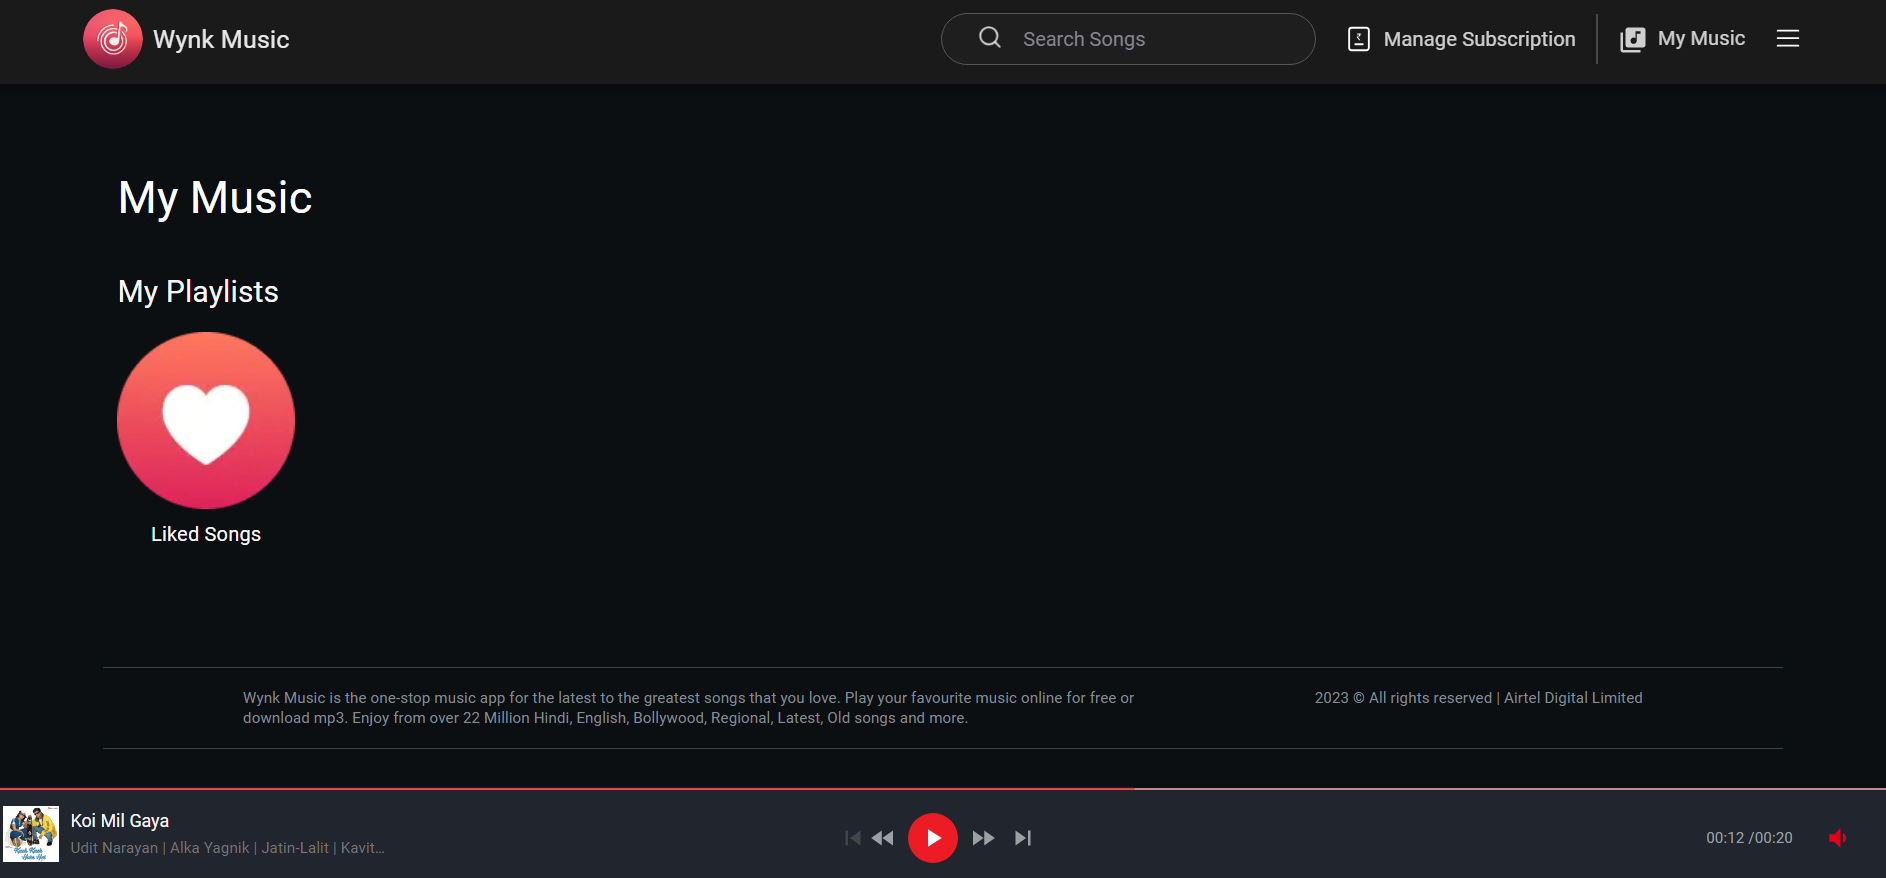 Wynk Music
Search Songs
Manage Subscription
My Music
My Music
My Playlists
Liked Songs
Wynk Music is the one-stop music app for the latest to the greatest songs that you love. Play your favourite music online for free or
download mp3. Enjoy from over 22 Million Hindi, English, Bollywood, Regional, Latest, Old songs and more.
2023 © All rights reserved | Airtel Digital Limited
Koi Mil Gaya
Udit Narayan | Alka Yagnik | Jatin-Lalit | Kavit...
00:12 /00:20